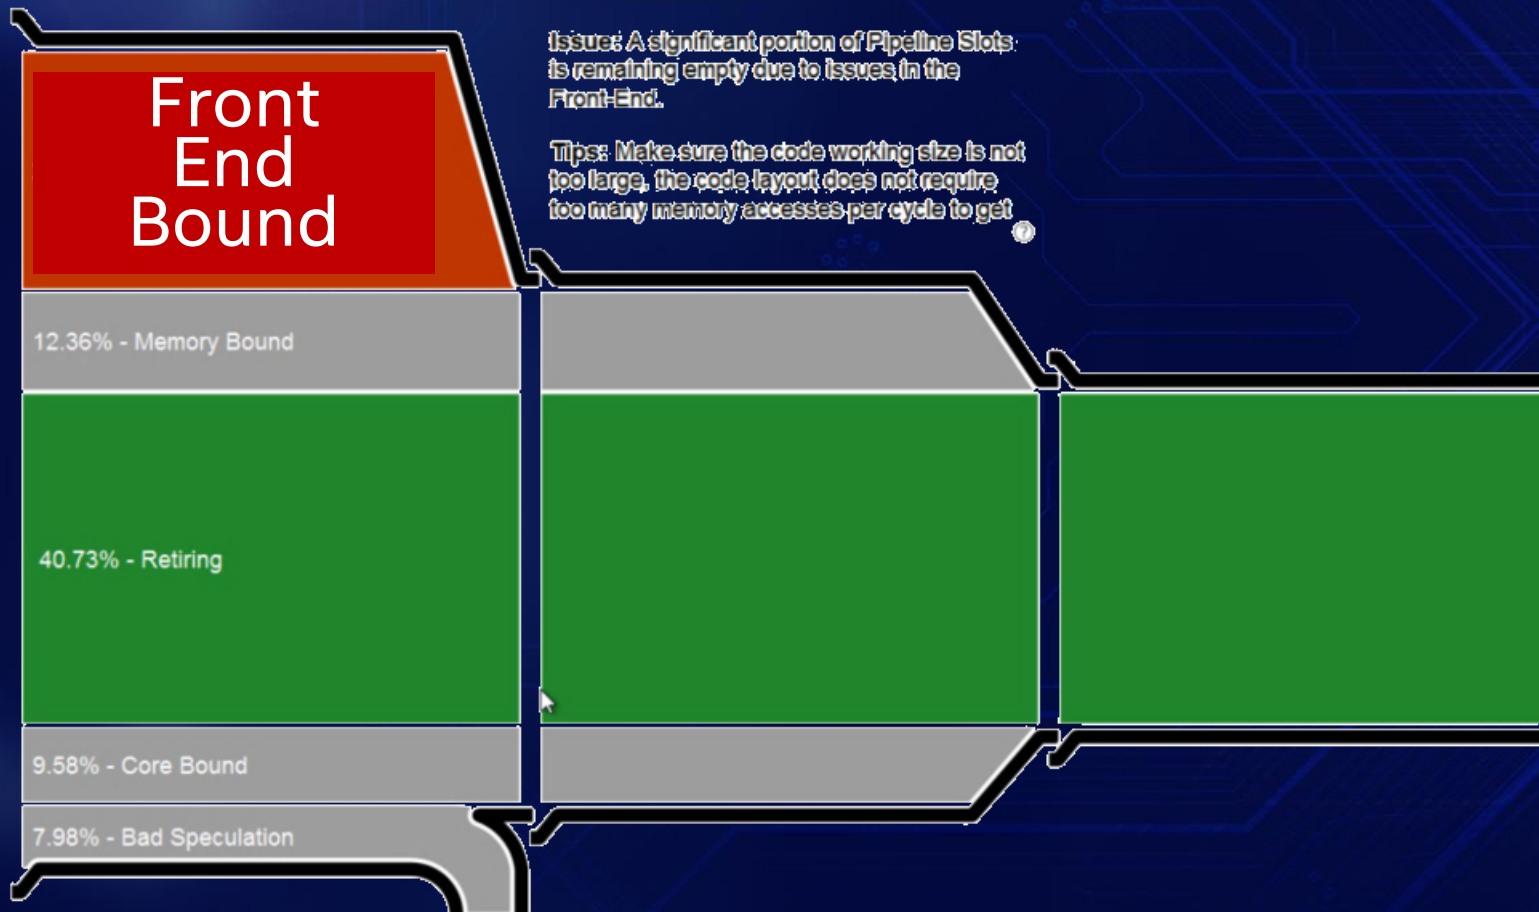 Front
End
Bound
Issue: A significant portion of Pipeline Slots
is remaining empty due to issues in the
Front-End.
Tips: Make sure the code working size is not
too large, the code layout does not require
too many memory accesses per cycle to get
?
12.36% - Memory Bound
40.73% - Retiring
9.58% - Core Bound
7.98% - Bad Speculation